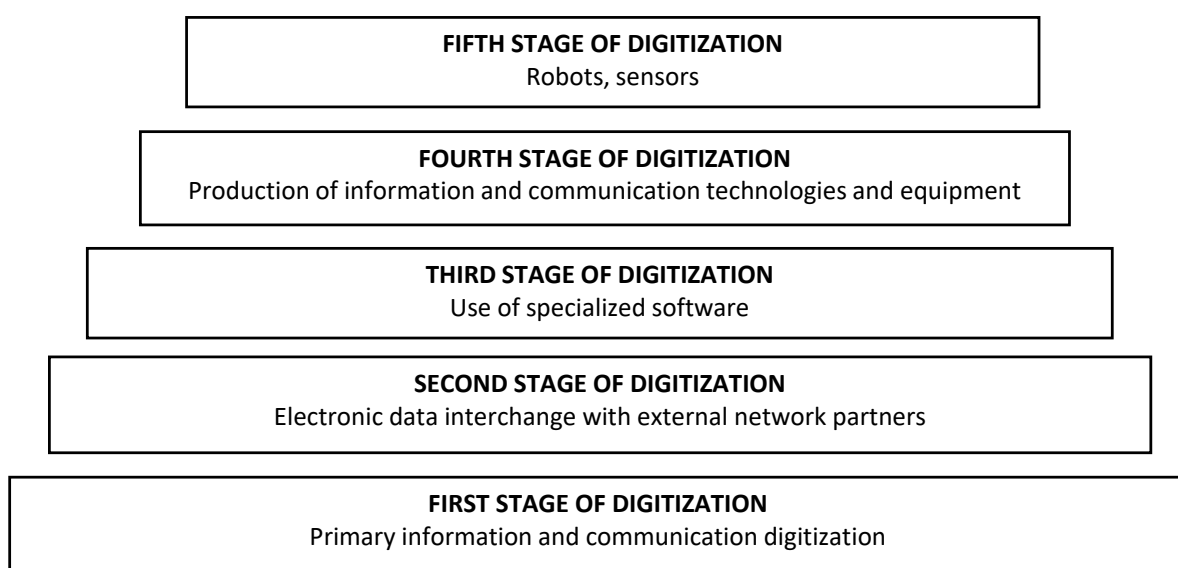 FIFTH STAGE OF DIGITIZATION
Robots, sensors
FOURTH STAGE OF DIGITIZATION
Production of information and communication technologies and equipment
THIRD STAGE OF DIGITIZATION
Use of specialized software
SECOND STAGE OF DIGITIZATION
Electronic data interchange with external network partners
FIRST STAGE OF DIGITIZATION
Primary information and communication digitization